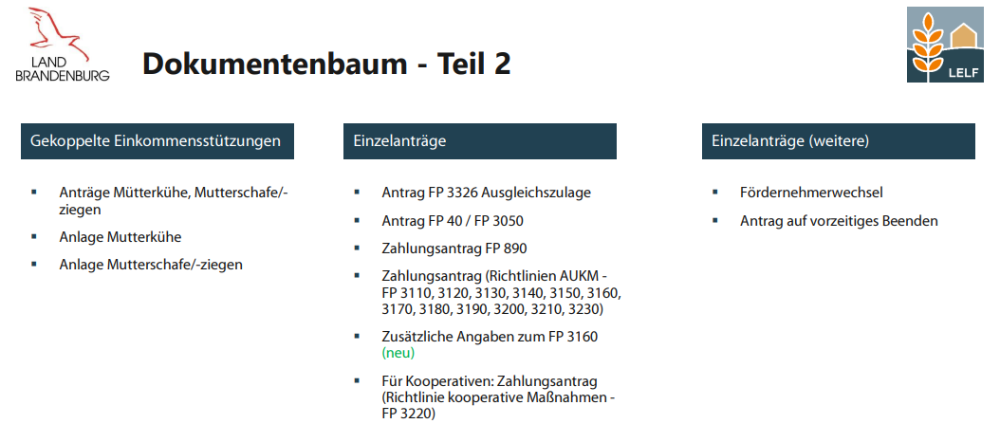 LAND
BRANDENBURG
Dokumentenbaum - Teil 2
LELF
Gekoppelte Einkommensstützungen
▪ Anträge Mütterkühe, Mutterschafe/-
ziegen
▪ Anlage Mutterkühe
▪ Anlage Mutterschafe/-ziegen
Einzelanträge
▪ Antrag FP 3326 Ausgleichszulage
▪ Antrag FP 40 / FP 3050
▪ Zahlungsantrag FP 890
▪ Zahlungsantrag (Richtlinien AUKM -
FP 3110, 3120, 3130, 3140, 3150, 3160,
3170, 3180, 3190, 3200, 3210, 3230)
▪ Zusätzliche Angaben zum FP 3160
(neu)
▪ Für Kooperativen: Zahlungsantrag
(Richtlinie kooperative Maßnahmen -
FP 3220)
Einzelanträge (weitere)
▪ Fördernehmerwechsel
▪ Antrag auf vorzeitiges Beenden